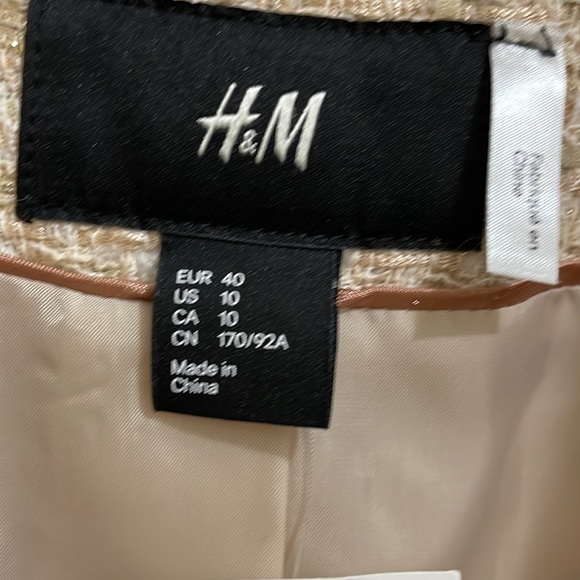 H&M
EUR 40
US 10
CA 10
CN 170/92A
Made in
China
Fabriqué en
Chine